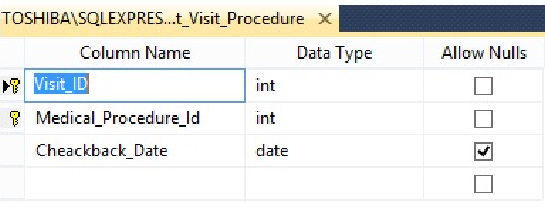 TOSHIBA\SQLEXPRES...t_Visit_Procedure ×
Column Name Data Type Allow Nulls
Visit_ID int
Medical_Procedure_Id int
Cheackback_Date date